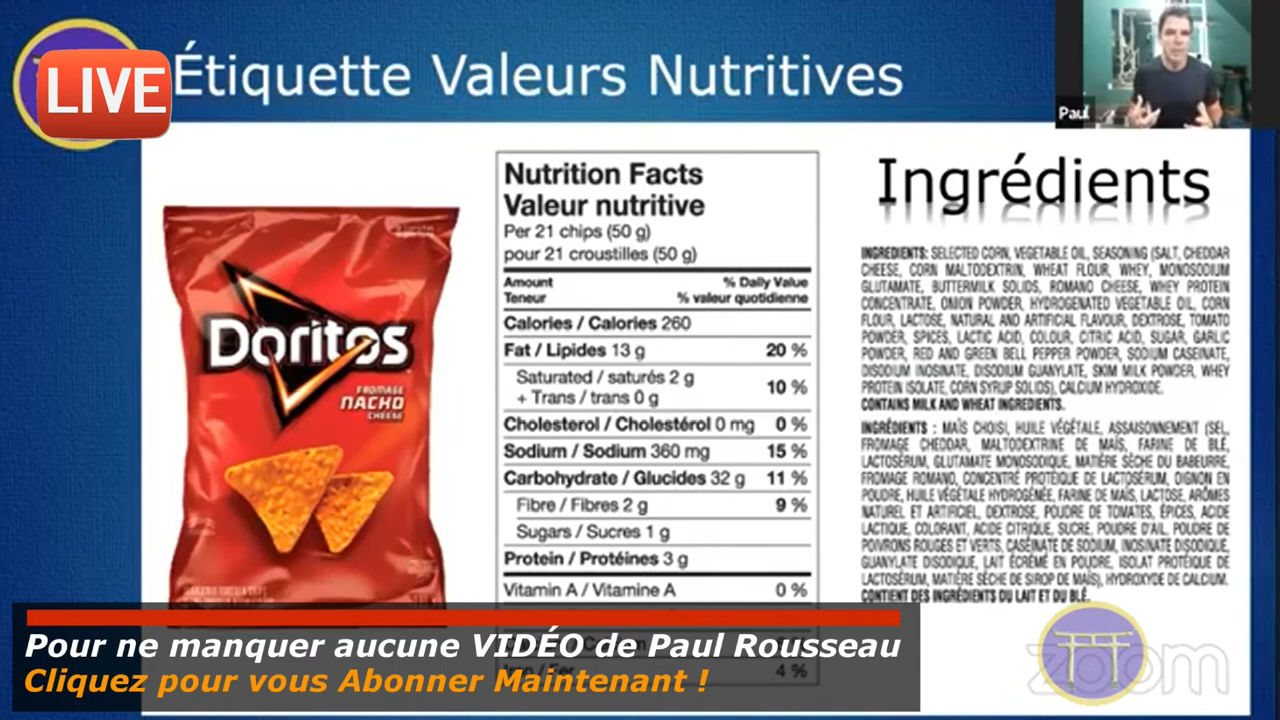 LIVE
Étiquette Valeurs Nutritives
Paul
Doritos
FROMAGE
NACHO
CHEESE
Nutrition Facts
Valeur nutritive
Per 21 chips (50 g)
pour 21 croustilles (50 g)
Amount % Daily Value
Teneur % valeur quotidienne
Calories / Calories 260
Fat / Lipides 13 g 20 %
Saturated / saturés 2 g
+ Trans / trans 0 g 10 %
Cholesterol / Cholestérol 0 mg 0 %
Sodium / Sodium 360 mg 15 %
Carbohydrate / Glucides 32 g 11 %
Fibre / Fibres 2 g 9 %
Sugars / Sucres 1 g
Protein / Protéines 3 g
Vitamin A / Vitamine A 0 %
Iron / Fer 4 %
Ingrédients
INGREDIENTS: SELECTED CORN, VEGETABLE OIL, SEASONING (SALT, CHEDDAR
CHEESE, CORN MALTODEXTRIN, WHEAT FLOUR, WHEY, MONOSODIUM
GLUTAMATE, BUTTERMILK SOLIDS, ROMANO CHEESE, WHEY PROTEIN
CONCENTRATE, ONION POWDER, HYDROGENATED VEGETABLE OIL, CORN
FLOUR, LACTOSE, NATURAL AND ARTIFICIAL FLAVOUR, DEXTROSE, TOMATO
POWDER, SPICES, LACTIC ACID, COLOUR, CITRIC ACID, SUGAR, GARLIC
POWDER, RED AND GREEN BELL PEPPER POWDER, SODIUM CASEINATE,
DISODIUM INOSINATE, DISODIUM GUANYLATE, SKIM MILK POWDER, WHEY
PROTEIN ISOLATE, CORN SYRUP SOLIDS), CALCIUM HYDROXIDE.
CONTAINS MILK AND WHEAT INGREDIENTS.
INGRÉDIENTS : MAÏS CHOISI, HUILE VÉGÉTALE, ASSAISONNEMENT (SEL,
FROMAGE CHEDDAR, MALTODEXTRINE DE MAÏS, FARINE DE BLÉ,
LACTOSÉRUM, GLUTAMATE MONOSODIQUE, MATIÈRE SÈCHE DU BABEURRE,
FROMAGE ROMANO, CONCENTRÉ PROTÉIQUE DE LACTOSÉRUM, OIGNON EN
POUDRE, HUILE VÉGÉTALE HYDROGÉNÉE, FARINE DE MAÏS, LACTOSE, ARÔMES
NATUREL ET ARTIFICIEL, DEXTROSE, POUDRE DE TOMATES, ÉPICES, ACIDE
LACTIQUE, COLORANT, ACIDE CITRIQUE, SUCRE, POUDRE D'AIL, POUDRE DE
POIVRONS ROUGES ET VERTS, CASÉINATE DE SODIUM, INOSINATE DISODIQUE,
GUANYLATE DISODIQUE, LAIT ÉCRÉMÉ EN POUDRE, ISOLAT PROTÉIQUE DE
LACTOSÉRUM, MATIÈRE SÈCHE DE SIROP DE MAÏS), HYDROXYDE DE CALCIUM.
CONTIENT DES INGRÉDIENTS DU LAIT ET DU BLÉ.
Pour ne manquer aucune VIDÉO de Paul Rousseau
Cliquez pour vous Abonner Maintenant !
zoom